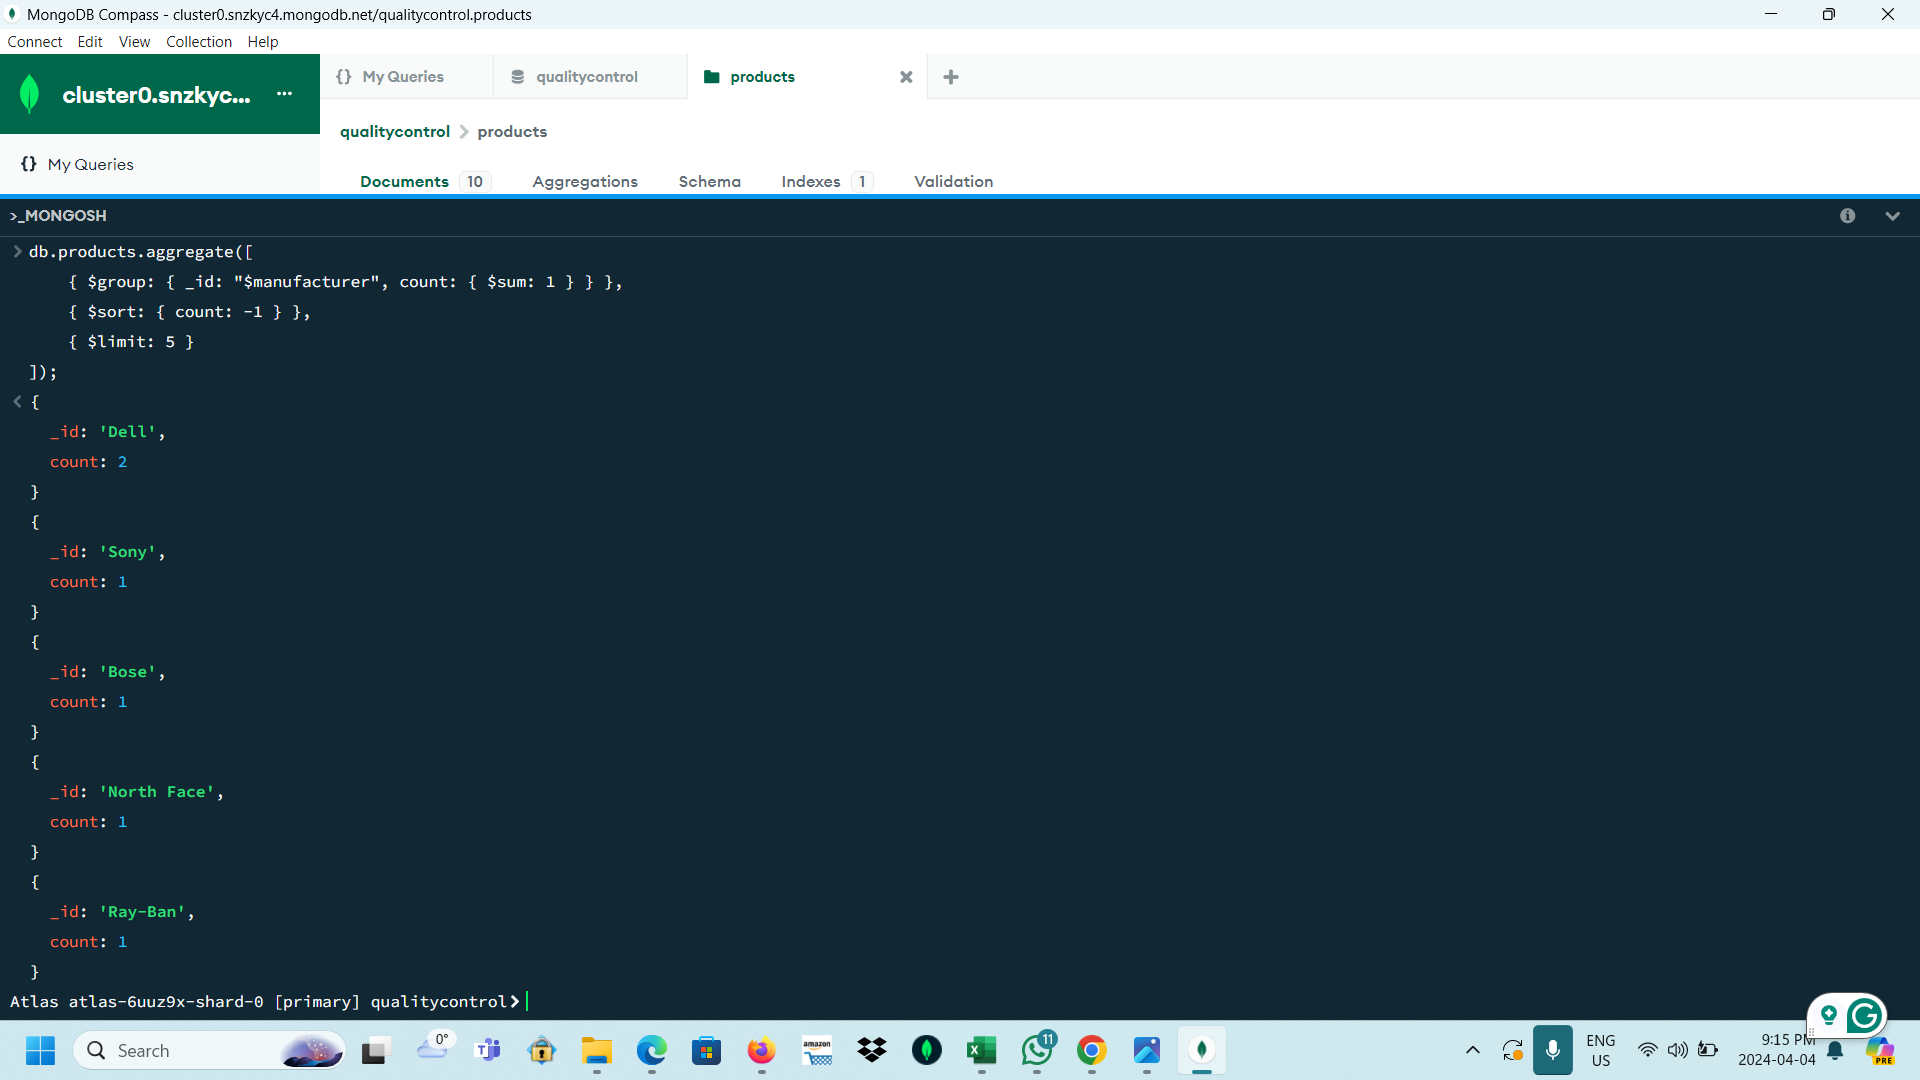 MongoDB Compass - cluster0.snzkyc4.mongodb.net/qualitycontrol.products
Connect Edit View Collection Help
cluster0.snzkyc... ...
{} My Queries
qualitycontrol
products
qualitycontrol > products
{} My Queries
Documents 10 Aggregations Schema Indexes 1 Validation
>_MONGOSH
> db.products.aggregate([
{ $group: { _id: "$manufacturer", count: { $sum: 1 } } },
{ $sort: { count: -1 } },
{ $limit: 5 }
]);
< {
_id: 'Dell',
count: 2
}
{
_id: 'Sony',
count: 1
}
{
_id: 'Bose',
count: 1
}
{
_id: 'North Face',
count: 1
}
{
_id: 'Ray-Ban',
count: 1
}
Atlas atlas-6uuz9x-shard-0 [primary] qualitycontrol>
Search
0°
amazon
11
ENG
US
9:15 PM
2024-04-04
PRE